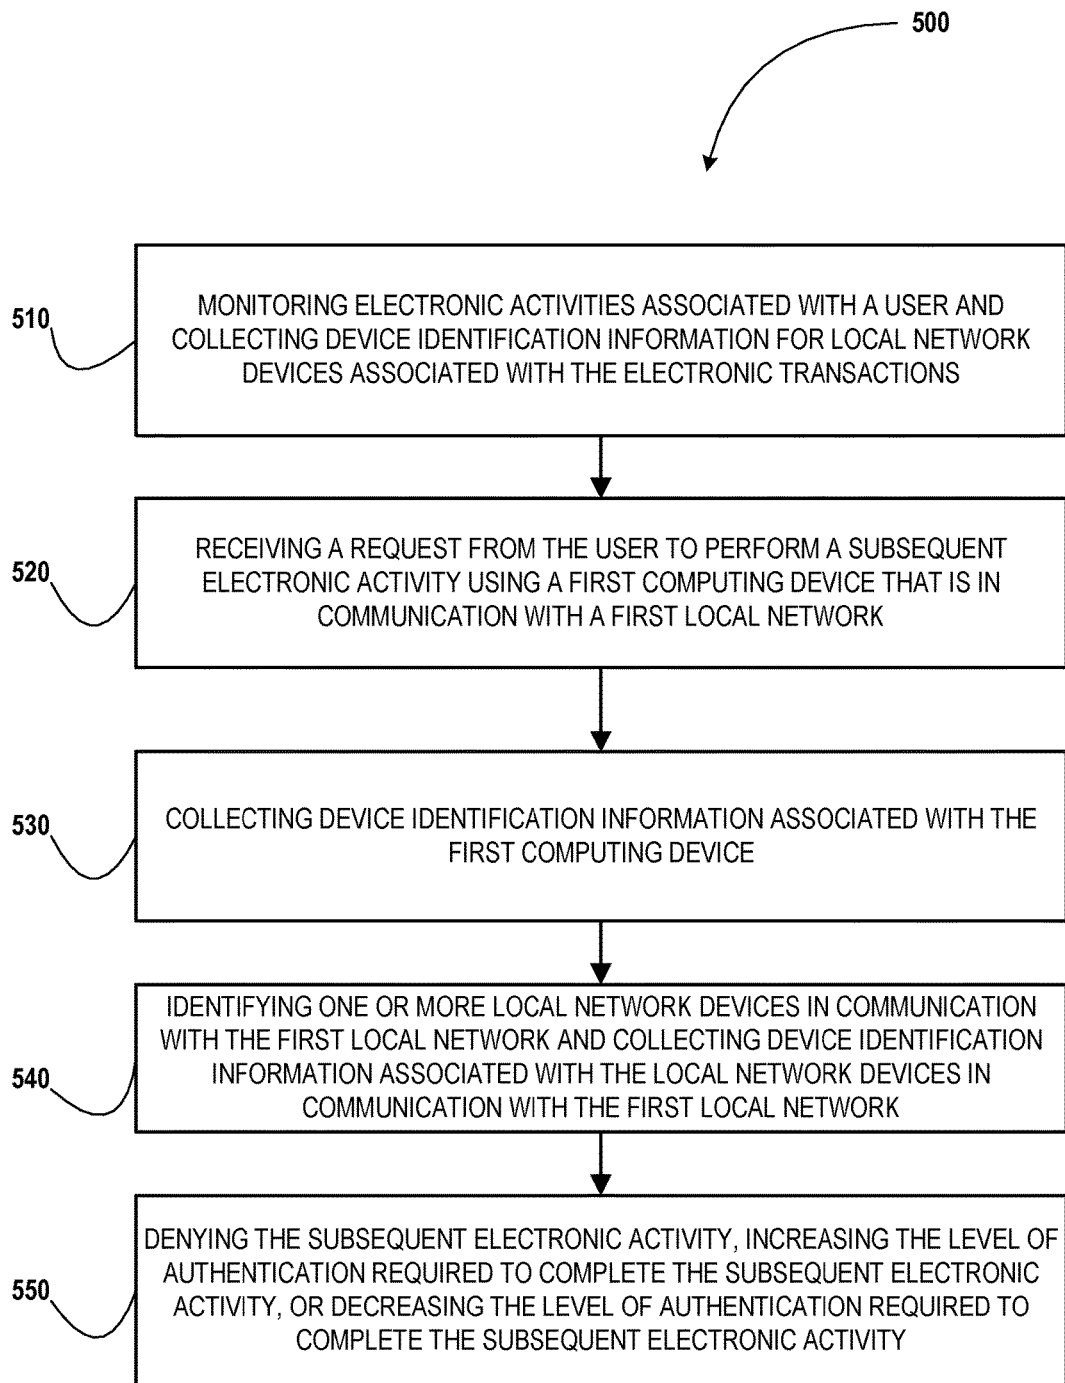 500
510
MONITORING ELECTRONIC ACTIVITIES ASSOCIATED WITH A USER AND
COLLECTING DEVICE IDENTIFICATION INFORMATION FOR LOCAL NETWORK
DEVICES ASSOCIATED WITH THE ELECTRONIC TRANSACTIONS
520
RECEIVING A REQUEST FROM THE USER TO PERFORM A SUBSEQUENT
ELECTRONIC ACTIVITY USING A FIRST COMPUTING DEVICE THAT IS IN
COMMUNICATION WITH A FIRST LOCAL NETWORK
530
COLLECTING DEVICE IDENTIFICATION INFORMATION ASSOCIATED WITH THE
FIRST COMPUTING DEVICE
540
IDENTIFYING ONE OR MORE LOCAL NETWORK DEVICES IN COMMUNICATION
WITH THE FIRST LOCAL NETWORK AND COLLECTING DEVICE IDENTIFICATION
INFORMATION ASSOCIATED WITH THE LOCAL NETWORK DEVICES IN
COMMUNICATION WITH THE FIRST LOCAL NETWORK
550
DENYING THE SUBSEQUENT ELECTRONIC ACTIVITY, INCREASING THE LEVEL OF
AUTHENTICATION REQUIRED TO COMPLETE THE SUBSEQUENT ELECTRONIC
ACTIVITY, OR DECREASING THE LEVEL OF AUTHENTICATION REQUIRED TO
COMPLETE THE SUBSEQUENT ELECTRONIC ACTIVITY